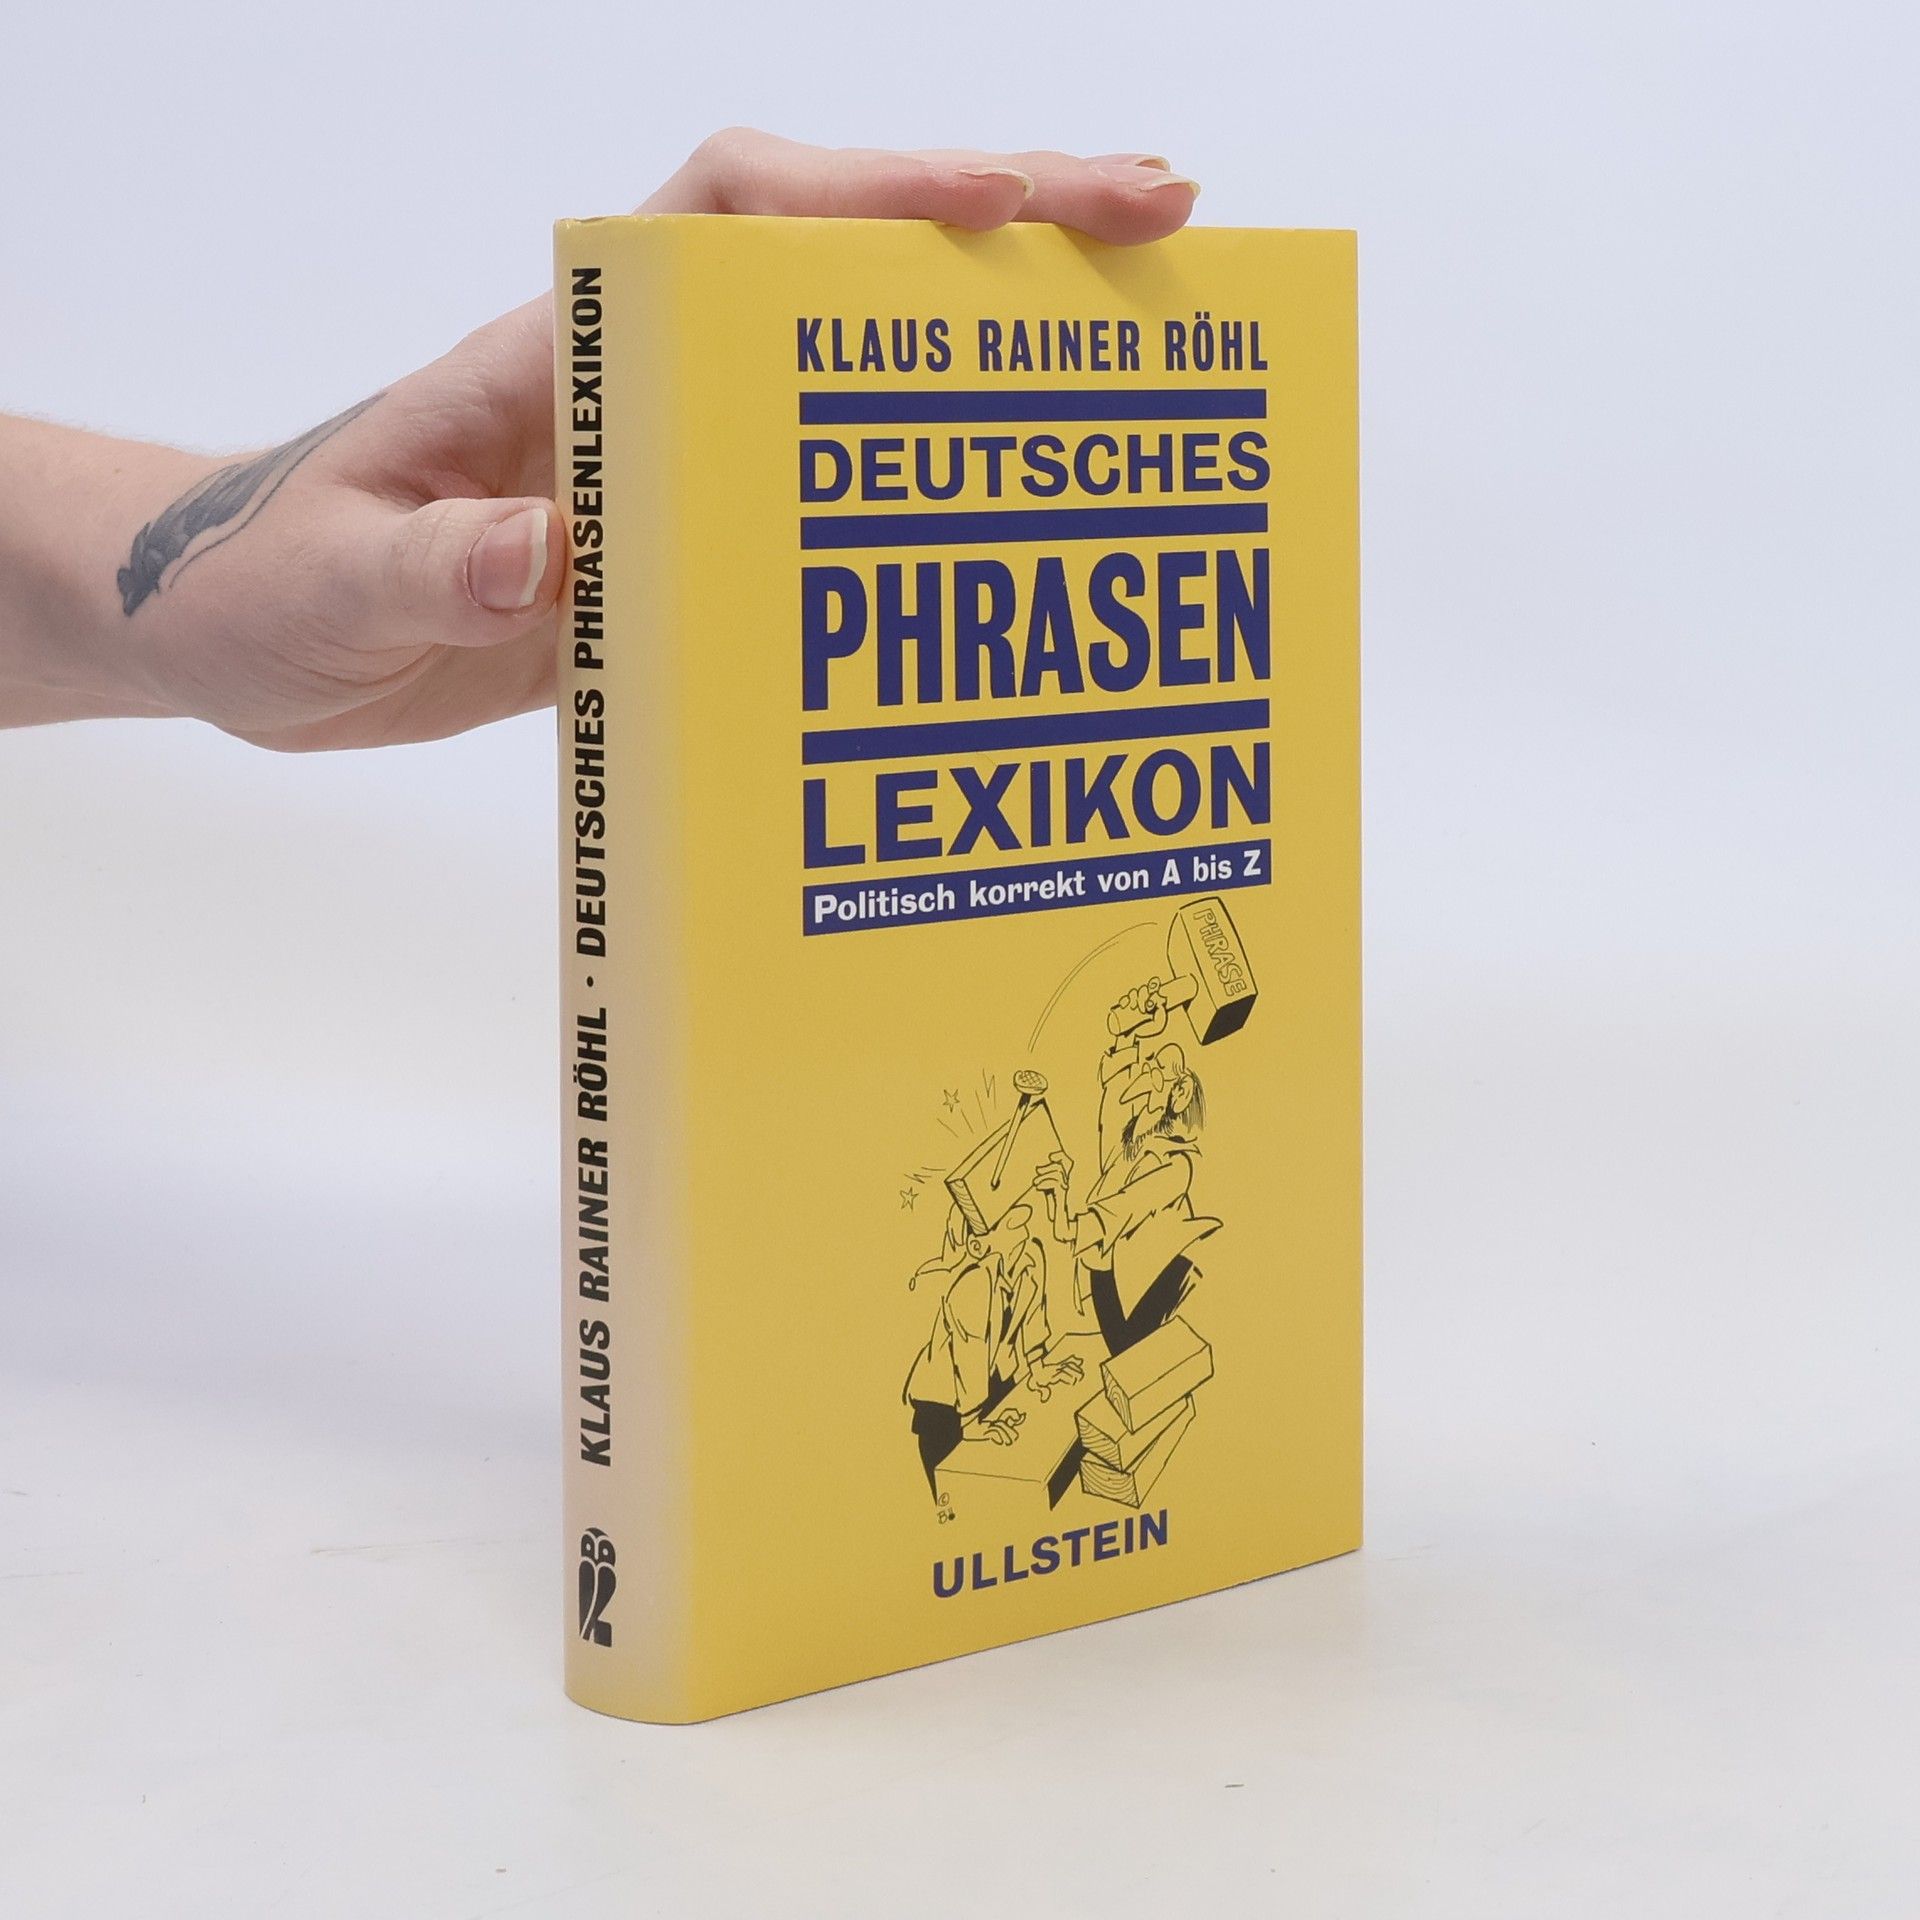 KLAUS RAINER RÖHL · DEUTSCHES PHRASENLEXIKON
KLAUS RAINER RÖHL
DEUTSCHES
PHRASEN
LEXIKON
Politisch korrekt von A bis Z
PHRASE
ULLSTEIN